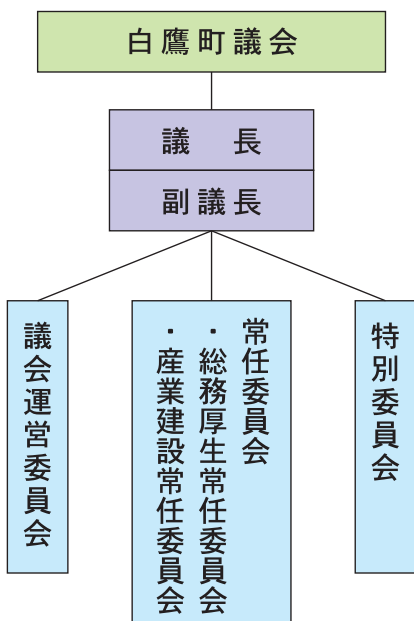 白鷹町議会
議　長
副議長
議会運営委員会
常任委員会
・総務厚生常任委員会
・産業建設常任委員会
特別委員会